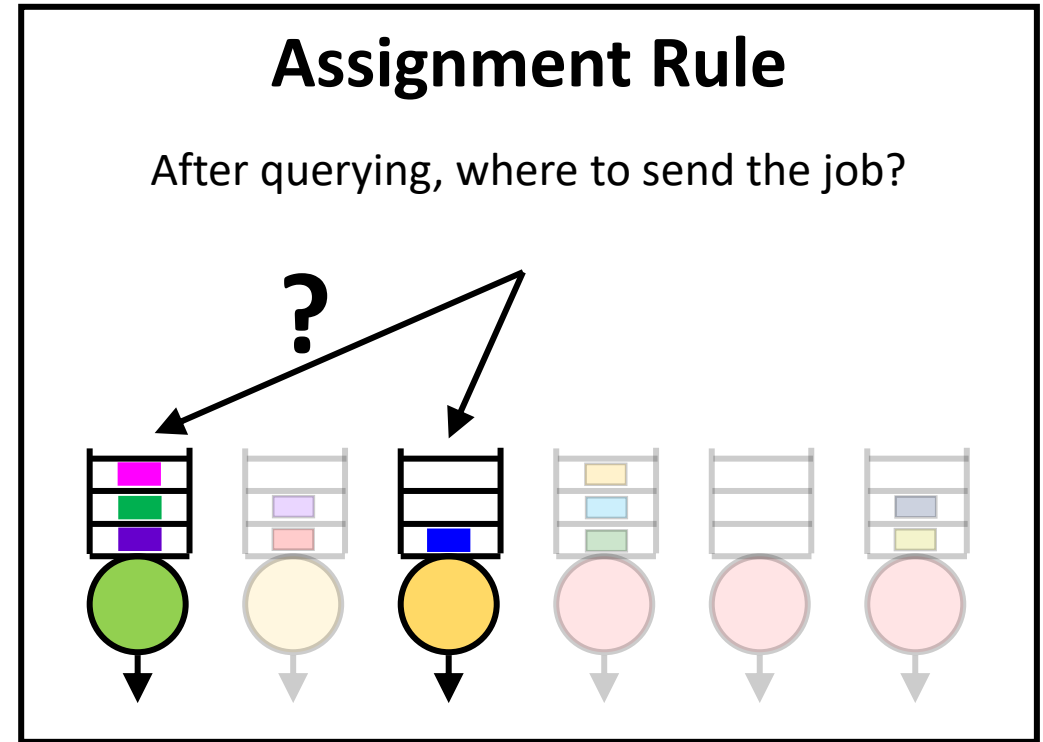 Assignment Rule
After querying, where to send the job?
?